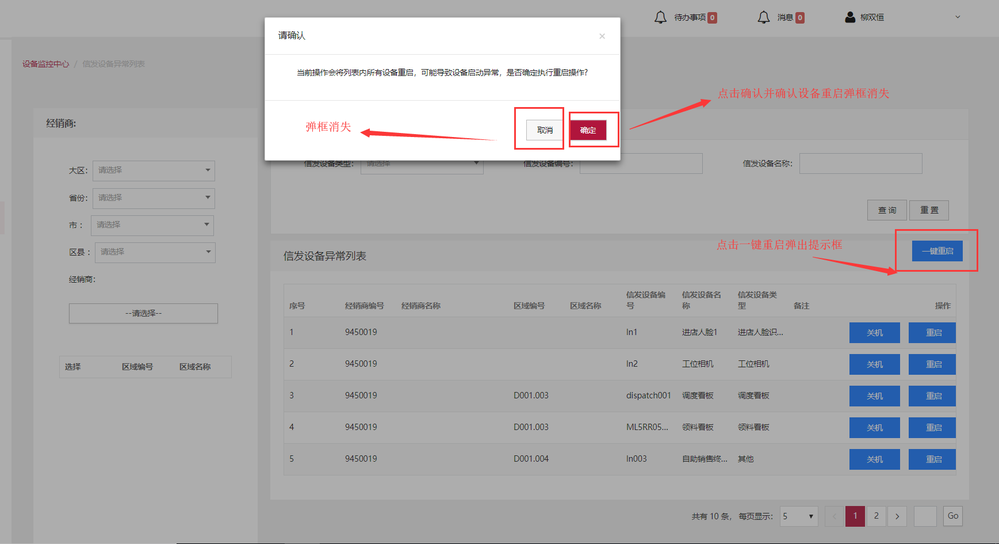 待办事项 0 消息 0 柳双恒
请确认 ×
当前操作会将列表内所有设备重启，可能导致设备启动异常，是否确定执行重启操作?
取消 确定
弹框消失
点击确认并确认设备重启弹框消失
设备监控中心 / 信发设备异常列表
经销商:
大区： 请选择
省份： 请选择
市： 请选择
区县： 请选择
经销商：
--请选择--
选择 区域编号 区域名称
信发设备类型： 请选择 信发设备编号： 信发设备名称：
查 询 重 置
点击一键重启弹出提示框
信发设备异常列表 一键重启
序号 经销商编号 经销商名称 区域编号 区域名称 信发设备编号 信发设备名称 信发设备类型 备注 操作
1 9450019 In1 进店人脸1 进店人脸识... 关机 重启
2 9450019 In2 工位相机 工位相机 关机 重启
3 9450019 D001.003 dispatch001 调度看板 调度看板 关机 重启
4 9450019 D001.003 ML5RR05... 领料看板 领料看板 关机 重启
5 9450019 D001.004 In003 自助销售终... 其他 关机 重启
共有 10 条， 每页显示： 5 ▼ < 1 2 > Go